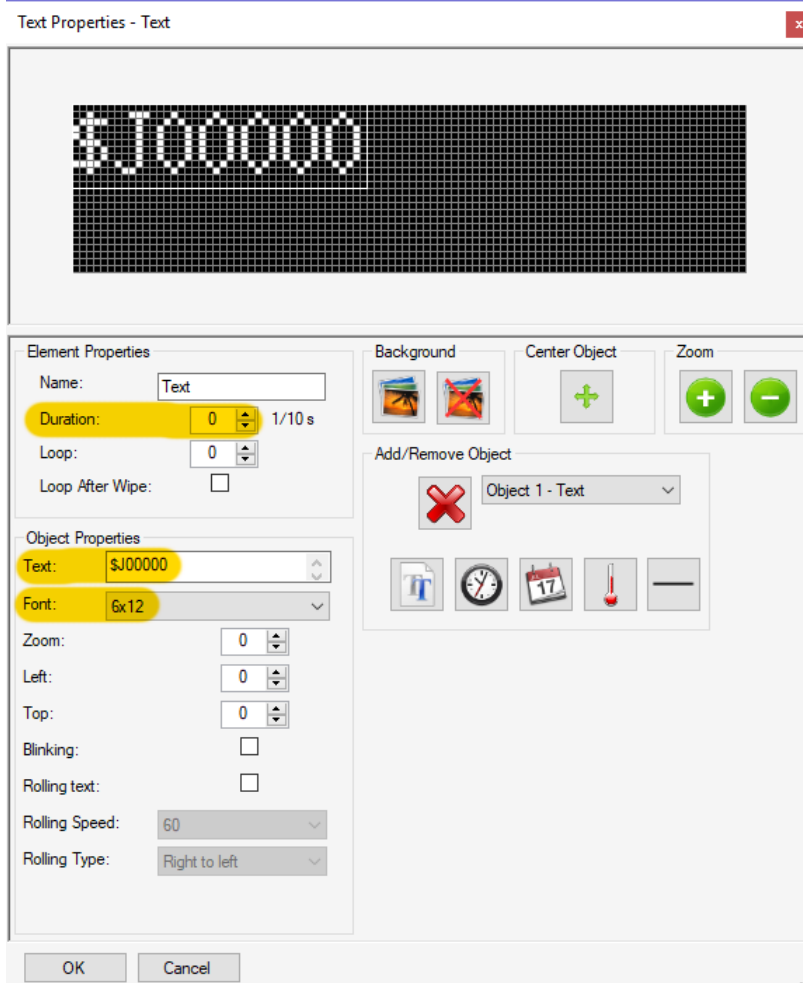 Text Properties - Text
x
$J00000
Element Properties
Name: Text
Duration: 0 1/10 s
Loop: 0
Loop After Wipe:
Object Properties
Text: $J00000
Font: 6x12
Zoom: 0
Left: 0
Top: 0
Blinking:
Rolling text:
Rolling Speed: 60
Rolling Type: Right to left
Background
Center Object
Zoom
Add/Remove Object
Object 1 - Text
17
OK
Cancel